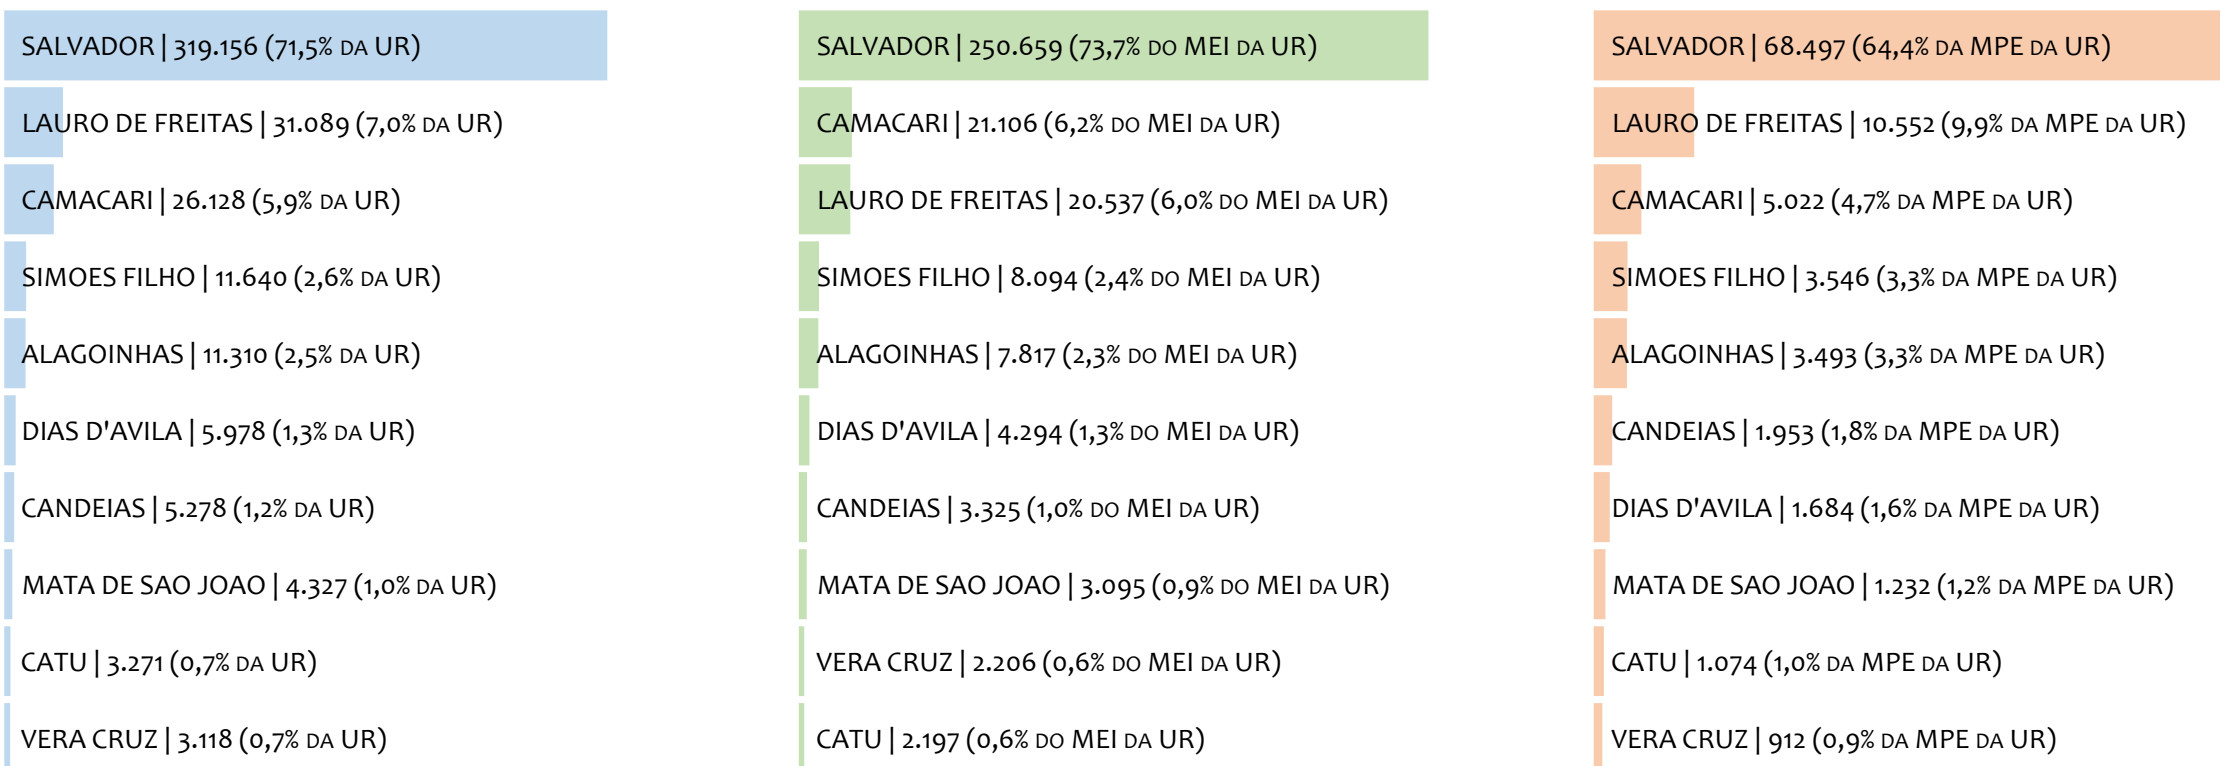 SALVADOR | 319.156 (71,5% DA UR)
LAURO DE FREITAS | 31.089 (7,0% DA UR)
CAMACARI | 26.128 (5,9% DA UR)
SIMOES FILHO | 11.640 (2,6% DA UR)
ALAGOINHAS | 11.310 (2,5% DA UR)
DIAS D'AVILA | 5.978 (1,3% DA UR)
CANDEIAS | 5.278 (1,2% DA UR)
MATA DE SAO JOAO | 4.327 (1,0% DA UR)
CATU | 3.271 (0,7% DA UR)
VERA CRUZ | 3.118 (0,7% DA UR)
SALVADOR | 250.659 (73,7% DO MEI DA UR)
CAMACARI | 21.106 (6,2% DO MEI DA UR)
LAURO DE FREITAS | 20.537 (6,0% DO MEI DA UR)
SIMOES FILHO | 8.094 (2,4% DO MEI DA UR)
ALAGOINHAS | 7.817 (2,3% DO MEI DA UR)
DIAS D'AVILA | 4.294 (1,3% DO MEI DA UR)
CANDEIAS | 3.325 (1,0% DO MEI DA UR)
MATA DE SAO JOAO | 3.095 (0,9% DO MEI DA UR)
VERA CRUZ | 2.206 (0,6% DO MEI DA UR)
CATU | 2.197 (0,6% DO MEI DA UR)
SALVADOR | 68.497 (64,4% DA MPE DA UR)
LAURO DE FREITAS | 10.552 (9,9% DA MPE DA UR)
CAMACARI | 5.022 (4,7% DA MPE DA UR)
SIMOES FILHO | 3.546 (3,3% DA MPE DA UR)
ALAGOINHAS | 3.493 (3,3% DA MPE DA UR)
CANDEIAS | 1.953 (1,8% DA MPE DA UR)
DIAS D'AVILA | 1.684 (1,6% DA MPE DA UR)
MATA DE SAO JOAO | 1.232 (1,2% DA MPE DA UR)
CATU | 1.074 (1,0% DA MPE DA UR)
VERA CRUZ | 912 (0,9% DA MPE DA UR)